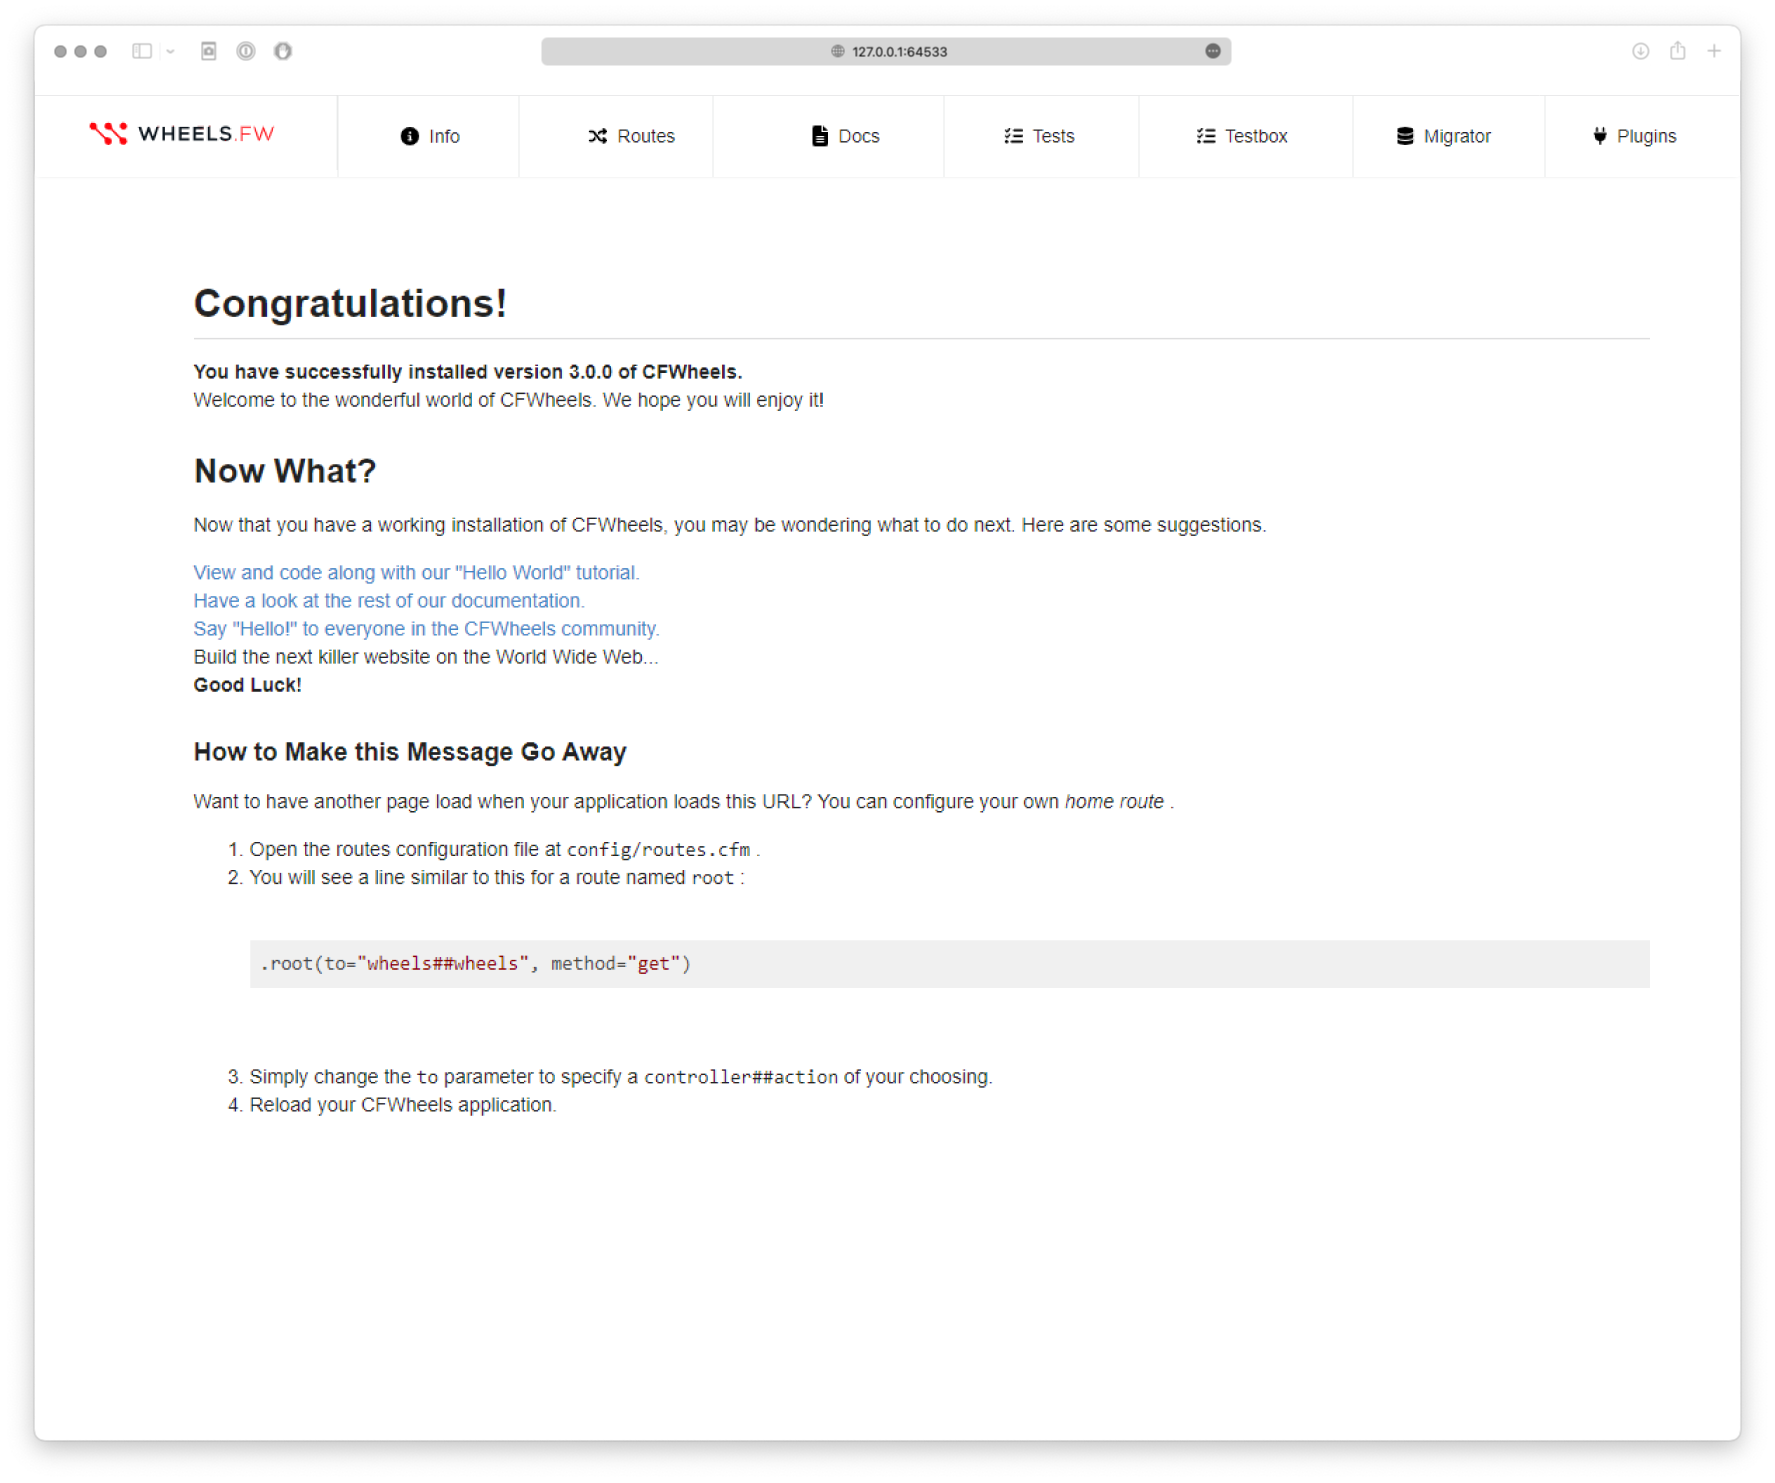 127.0.0.1:64533
WHEELS.FW
Info
Routes
Docs
Tests
Testbox
Migrator
Plugins
Congratulations!
You have successfully installed version 3.0.0 of CFWheels.
Welcome to the wonderful world of CFWheels. We hope you will enjoy it!
Now What?
Now that you have a working installation of CFWheels, you may be wondering what to do next. Here are some suggestions.
View and code along with our "Hello World" tutorial.
Have a look at the rest of our documentation.
Say "Hello!" to everyone in the CFWheels community.
Build the next killer website on the World Wide Web...
Good Luck!
How to Make this Message Go Away
Want to have another page load when your application loads this URL? You can configure your own home route .
1. Open the routes configuration file at config/routes.cfm .
2. You will see a line similar to this for a route named root :
.root(to="wheels##wheels", method="get")
3. Simply change the to parameter to specify a controller##action of your choosing.
4. Reload your CFWheels application.